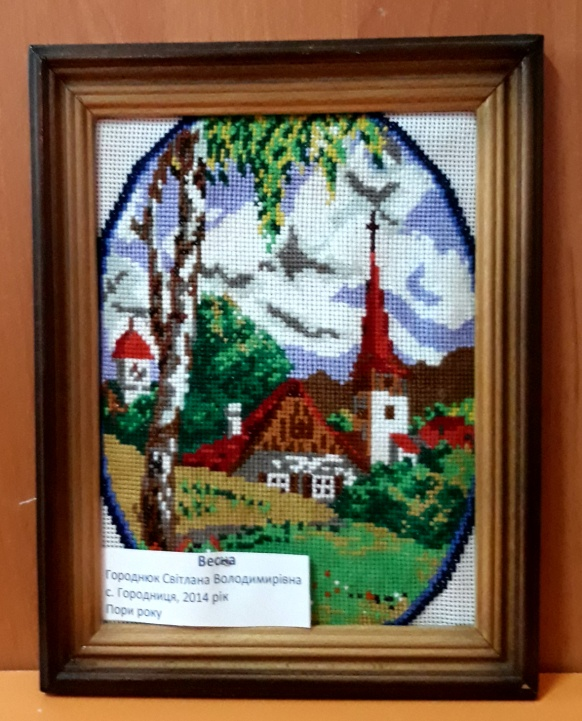 Весна
Городнюк Світлана Володимирівна
с. Городниця, 2014 рік
Пори року